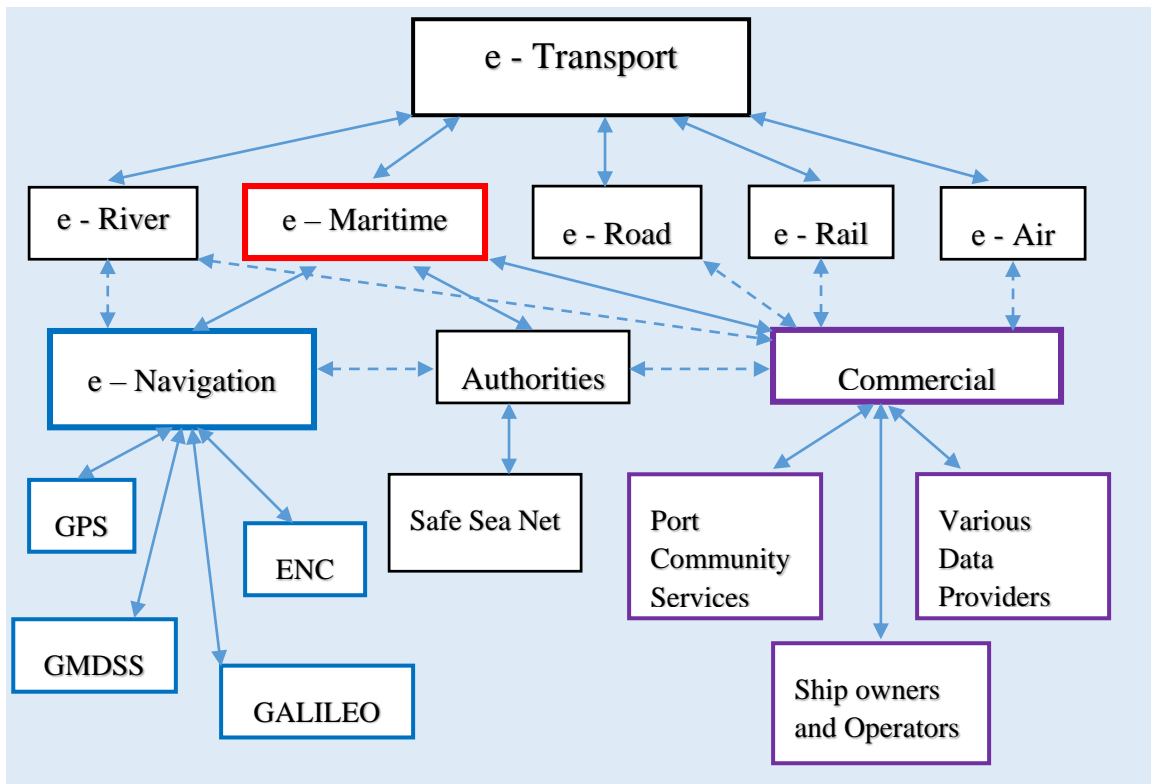 e - Transport
e - River
e – Maritime
e - Road
e - Rail
e - Air
e – Navigation
Authorities
Commercial
GPS
ENC
Safe Sea Net
Port
Community
Services
Various
Data
Providers
GMDSS
GALILEO
Ship owners
and Operators